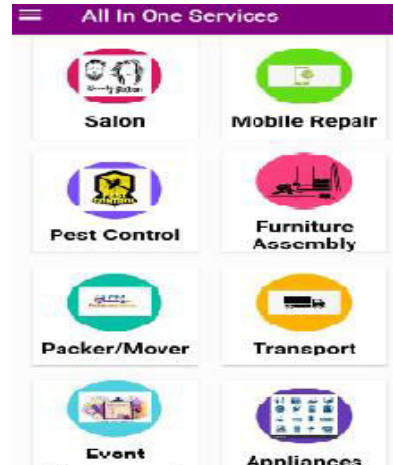 All In One Services
Salon
Mobile Repair
Pest Control
Furniture
Assembly
Packer/Mover
Transport
Event
Appliances